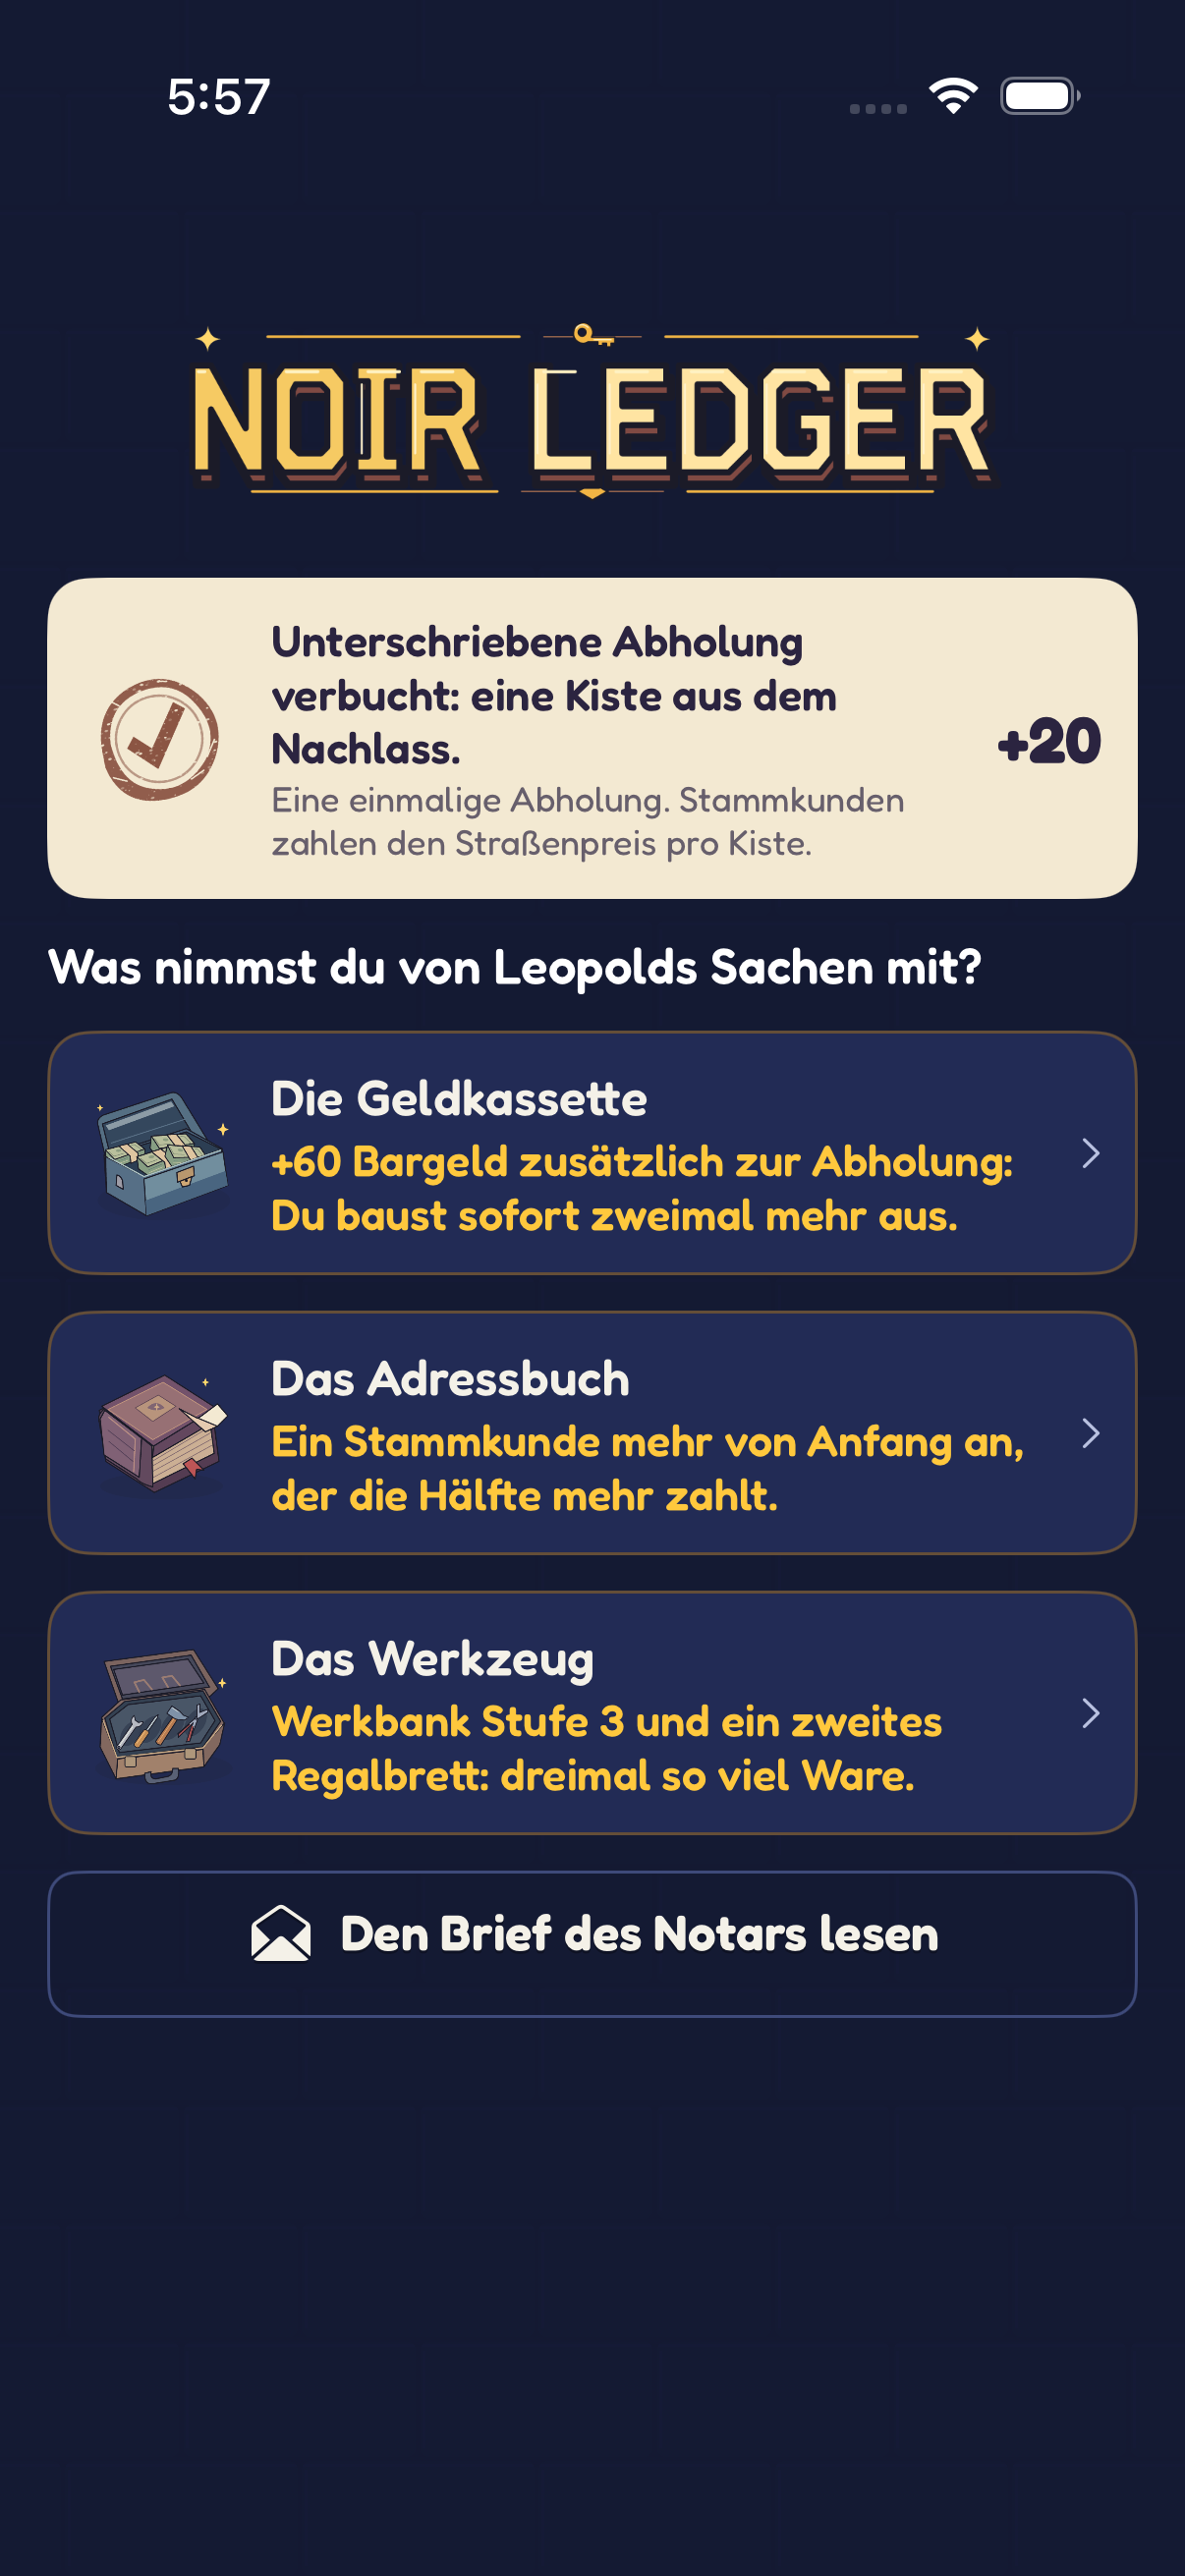 5:57
NOIR LEDGER
Unterschriebene Abholung
verbucht: eine Kiste aus dem
Nachlass.
Eine einmalige Abholung. Stammkunden
zahlen den Straßenpreis pro Kiste.
+20
Was nimmst du von Leopolds Sachen mit?
Die Geldkassette
+60 Bargeld zusätzlich zur Abholung:
Du baust sofort zweimal mehr aus.
Das Adressbuch
Ein Stammkunde mehr von Anfang an,
der die Hälfte mehr zahlt.
Das Werkzeug
Werkbank Stufe 3 und ein zweites
Regalbrett: dreimal so viel Ware.
Den Brief des Notars lesen